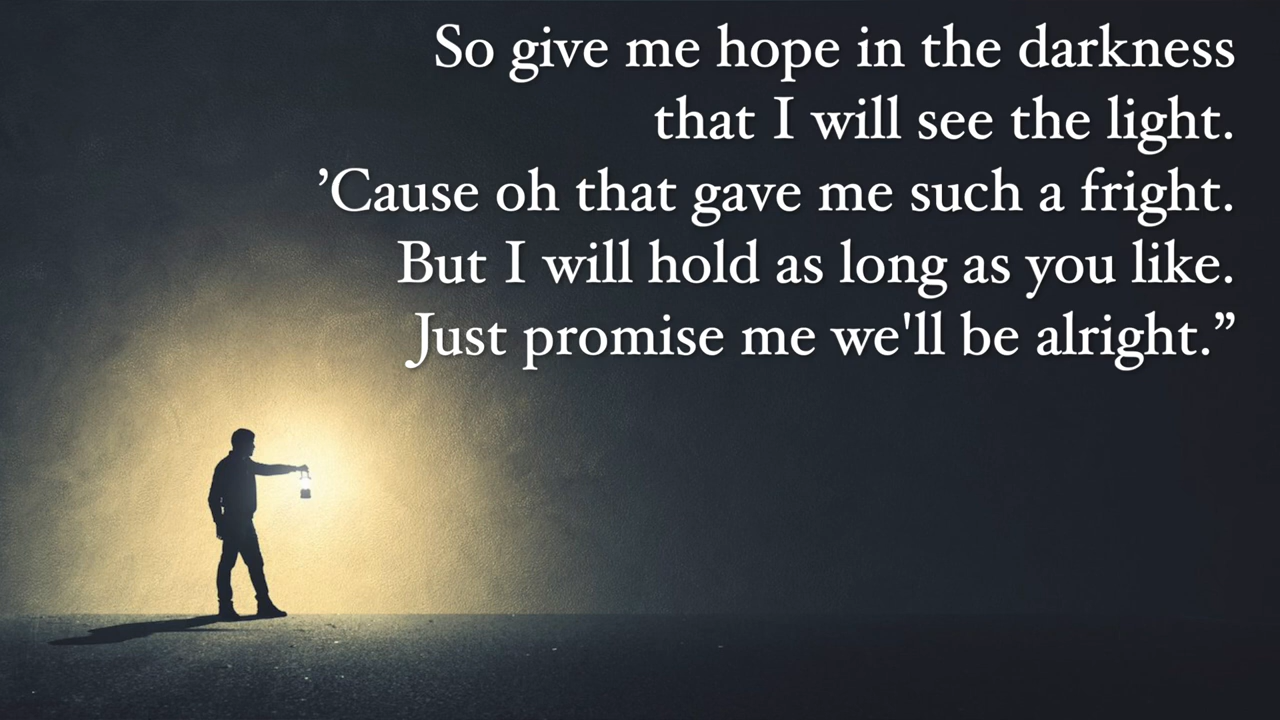 So give me hope in the darkness
that I will see the light.
’Cause oh that gave me such a fright.
But I will hold as long as you like.
Just promise me we'll be alright.”